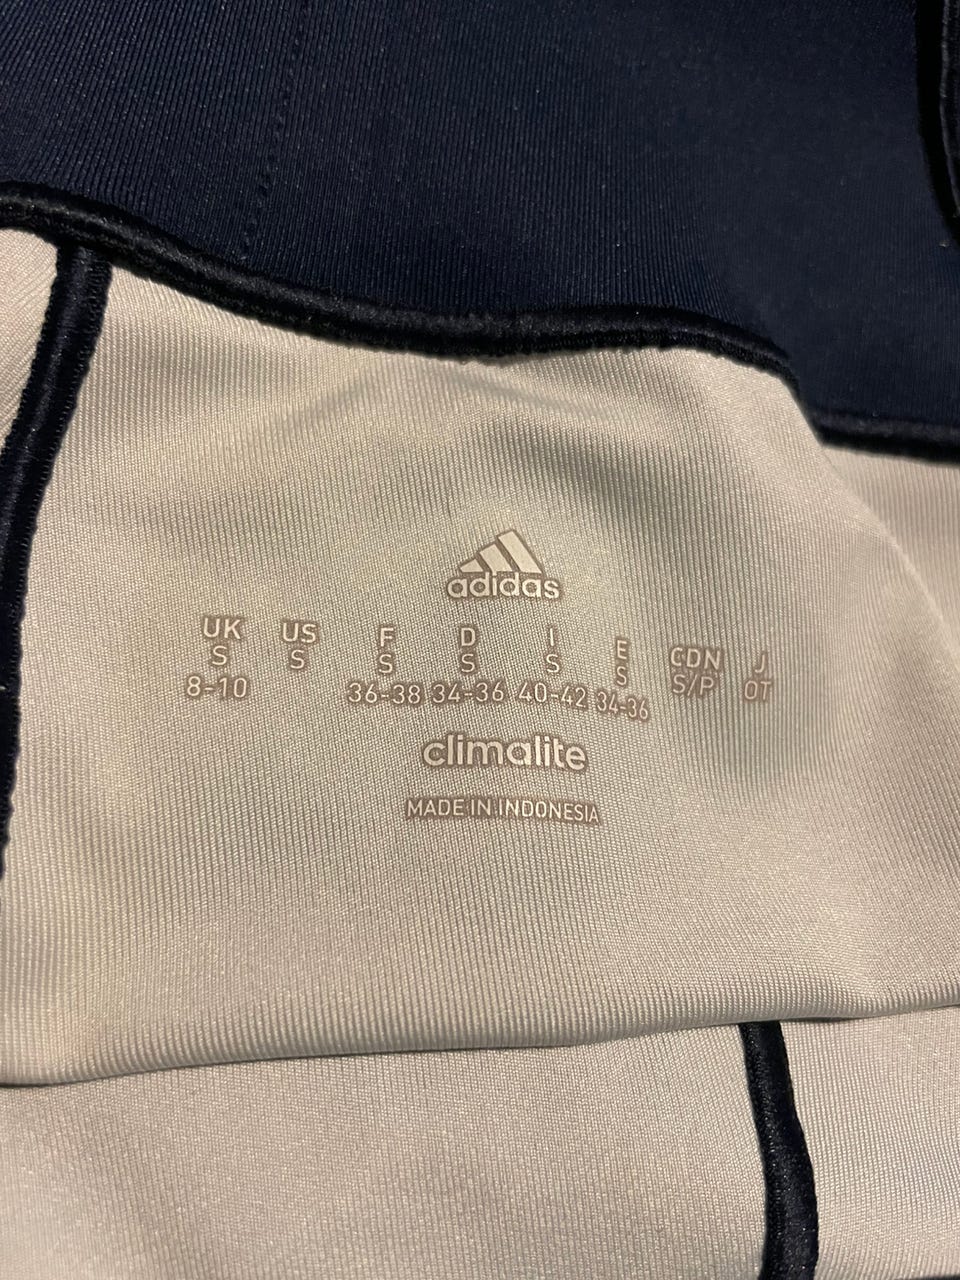 adidas
UK US F D I E CDN J
S S S S S S S/P OT
8-10 36-38 34-36 40-42 34-36
climalite
MADE IN INDONESIA